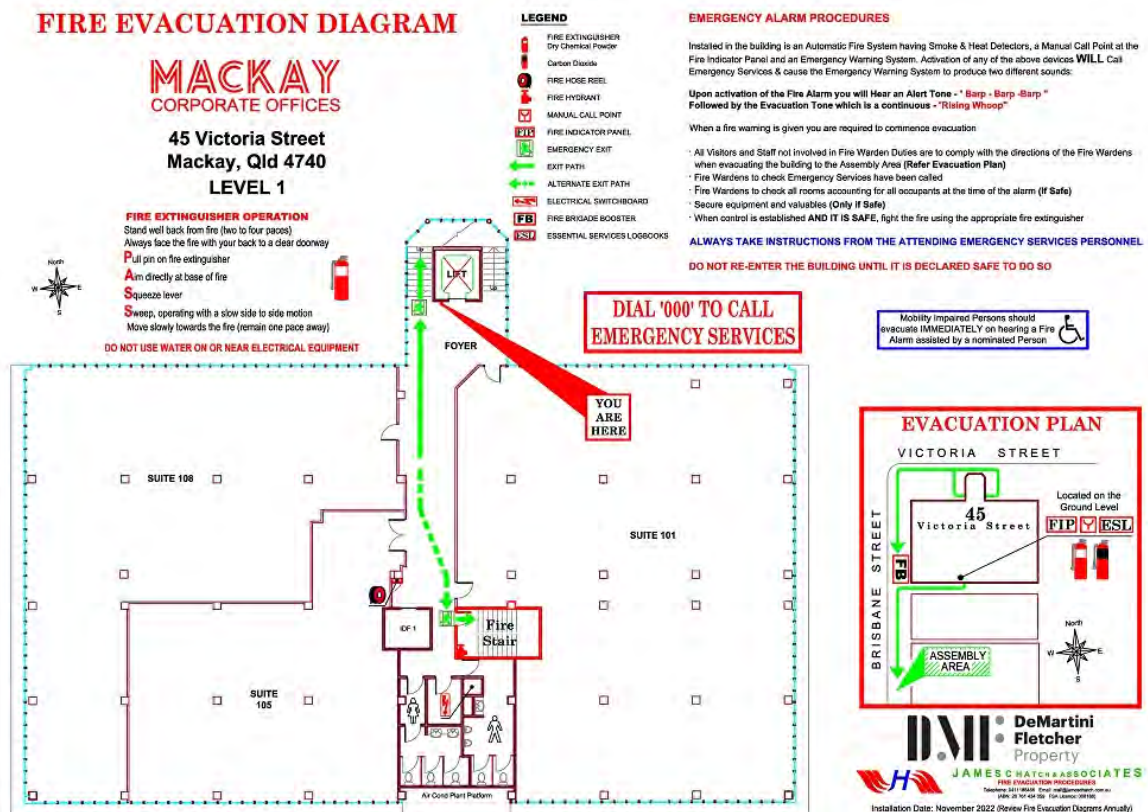 FIRE EVACUATION DIAGRAM
MACKAY
CORPORATE OFFICES
45 Victoria Street
Mackay, Qld 4740
LEVEL 1
FIRE EXTINGUISHER OPERATION
Stand well back from fire (two to four paces)
Always face the fire with your back to a clear doorway
Pull pin on fire extinguisher
Aim directly at base of fire
Squeeze lever
Sweep, operating with a slow side to side motion
Move slowly towards the fire (remain one pace away)
DO NOT USE WATER ON OR NEAR ELECTRICAL EQUIPMENT
North
W E
S
LEGEND
FIRE EXTINGUISHER
Dry Chemical Powder
Carbon Dioxide
FIRE HOSE REEL
FIRE HYDRANT
MANUAL CALL POINT
FIP FIRE INDICATOR PANEL
EMERGENCY EXIT
EXIT PATH
ALTERNATE EXIT PATH
ELECTRICAL SWITCHBOARD
FB FIRE BRIGADE BOOSTER
ESL ESSENTIAL SERVICES LOGBOOKS
EMERGENCY ALARM PROCEDURES
Installed in the building is an Automatic Fire System having Smoke & Heat Detectors, a Manual Call Point at the
Fire Indicator Panel and an Emergency Warning System. Activation of any of the above devices WILL Call
Emergency Services & cause the Emergency Warning System to produce two different sounds:
Upon activation of the Fire Alarm you will Hear an Alert Tone - " Barp - Barp -Barp "
Followed by the Evacuation Tone which is a continuous - "Rising Whoop"
When a fire warning is given you are required to commence evacuation
· All Visitors and Staff not involved in Fire Warden Duties are to comply with the directions of the Fire Wardens
when evacuating the building to the Assembly Area (Refer Evacuation Plan)
· Fire Wardens to check Emergency Services have been called
· Fire Wardens to check all rooms accounting for all occupants at the time of the alarm (If Safe)
· Secure equipment and valuables (Only If Safe)
· When control is established AND IT IS SAFE, fight the fire using the appropriate fire extinguisher
ALWAYS TAKE INSTRUCTIONS FROM THE ATTENDING EMERGENCY SERVICES PERSONNEL
DO NOT RE-ENTER THE BUILDING UNTIL IT IS DECLARED SAFE TO DO SO
DIAL '000' TO CALL
EMERGENCY SERVICES
Mobility Impaired Persons should
evacuate IMMEDIATELY on hearing a Fire
Alarm assisted by a nominated Person
LIFT
FOYER
YOU
ARE
HERE
SUITE 108
SUITE 101
IDF 1
Fire
Stair
SUITE
105
Air Cond Plant Platform
EVACUATION PLAN
VICTORIA STREET
BRISBANE STREET
45
Victoria Street
Located on the
Ground Level
FIP ESL
FB
North
W E
S
ASSEMBLY
AREA
DMF DeMartini
Fletcher
Property
H JAMES C HATCH & ASSOCIATES
FIRE EVACUATION PROCEDURES
Installation Date: November 2022 (Review Fire Evacuation Diagrams Annually)